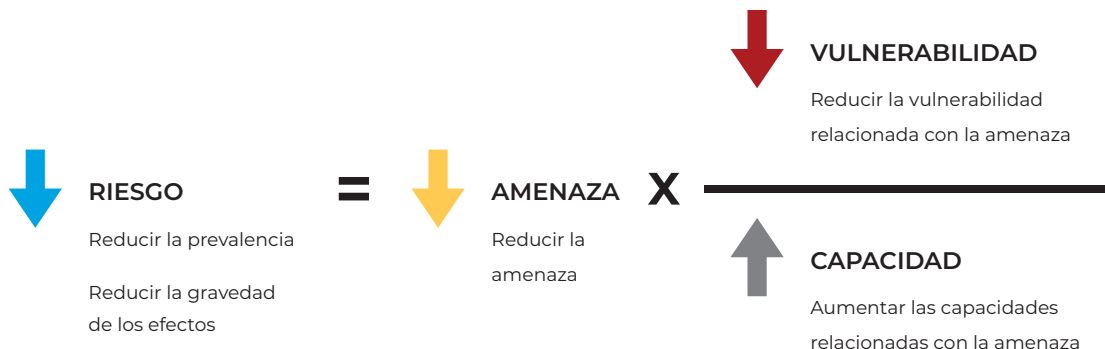 RIESGO
Reducir la prevalencia
Reducir la gravedad
de los efectos
=
AMENAZA
Reducir la
amenaza
X
VULNERABILIDAD
Reducir la vulnerabilidad
relacionada con la amenaza
CAPACIDAD
Aumentar las capacidades
relacionadas con la amenaza